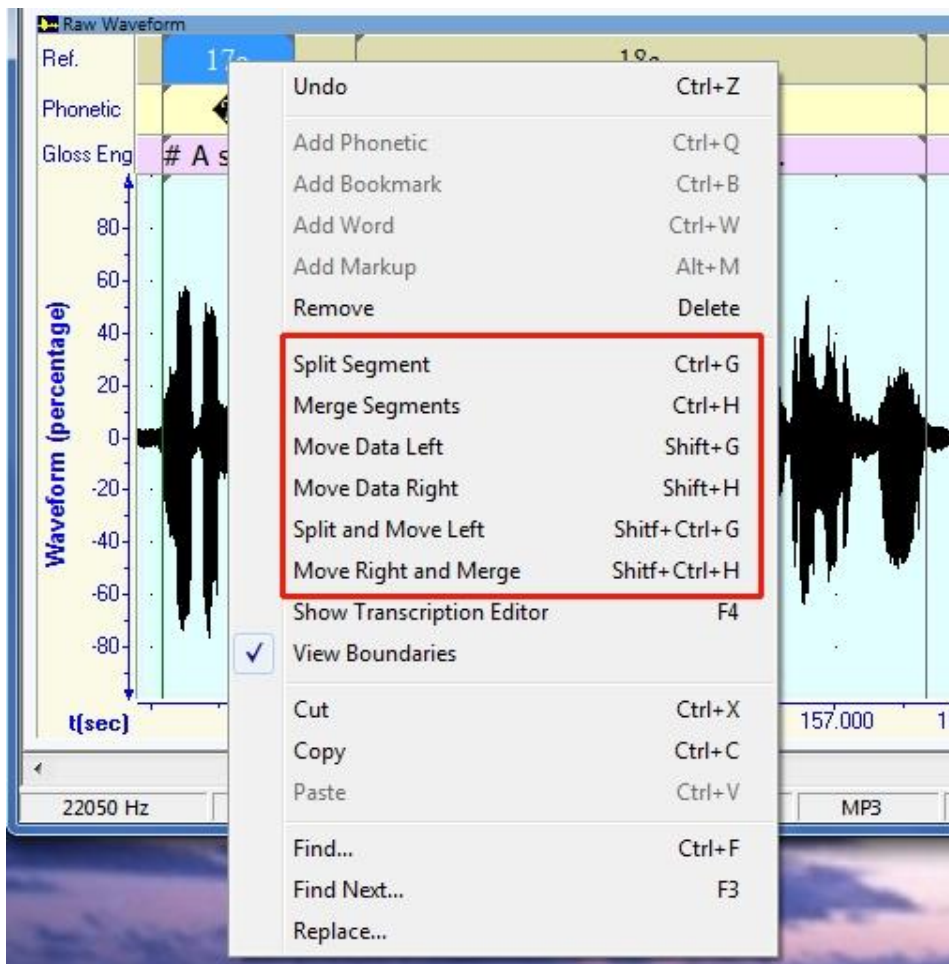 Raw Waveform
Ref.
Phonetic
Gloss Eng
# A s
Undo Ctrl+Z
Add Phonetic Ctrl+Q
Add Bookmark Ctrl+B
Add Word Ctrl+W
Add Markup Alt+M
Remove Delete
Split Segment Ctrl+G
Merge Segments Ctrl+H
Move Data Left Shift+G
Move Data Right Shift+H
Split and Move Left Shitf+Ctrl+G
Move Right and Merge Shitf+Ctrl+H
Show Transcription Editor F4
View Boundaries
Cut Ctrl+X
Copy Ctrl+C
Paste Ctrl+V
Find... Ctrl+F
Find Next... F3
Replace...
Waveform (percentage)
80
60
40
20
0
-20
-40
-60
-80
t(sec)
157.000
22050 Hz
MP3